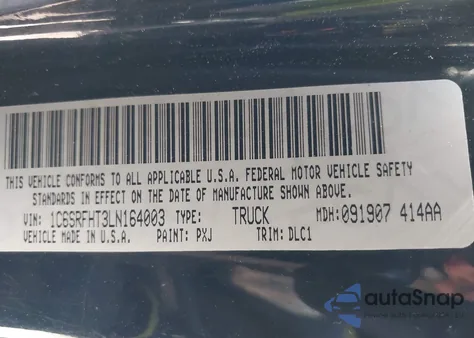 THIS VEHICLE CONFORMS TO ALL APPLICABLE U.S.A. FEDERAL MOTOR VEHICLE SAFETY
STANDARDS IN EFFECT ON THE DATE OF MANUFACTURE SHOWN ABOVE.
VIN: 1C6SRFHT3LN164003 TYPE: TRUCK MDH: 091907 414AA
VEHICLE MADE IN U.S.A. PAINT: PXJ TRIM: DLC1
autoSnap